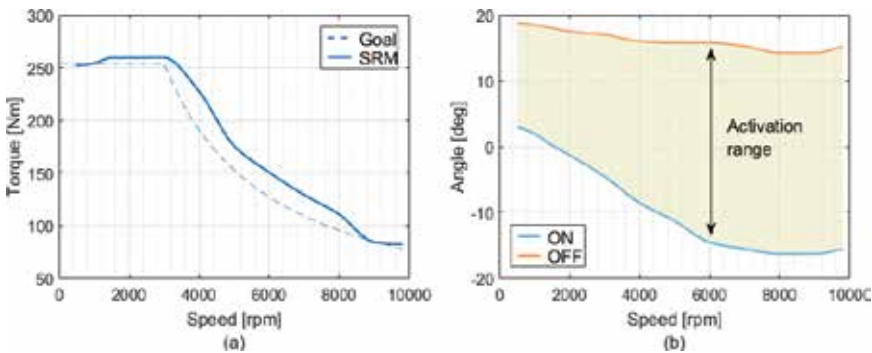 300
250
200
150
100
50
Torque [Nm]
Goal
SRM
0
2000
4000
6000
8000
10000
Speed [rpm]
(a)
20
10
0
-10
-20
Angle [deg]
Activation
range
ON
OFF
0
2000
4000
6000
8000
10000
Speed [rpm]
(b)